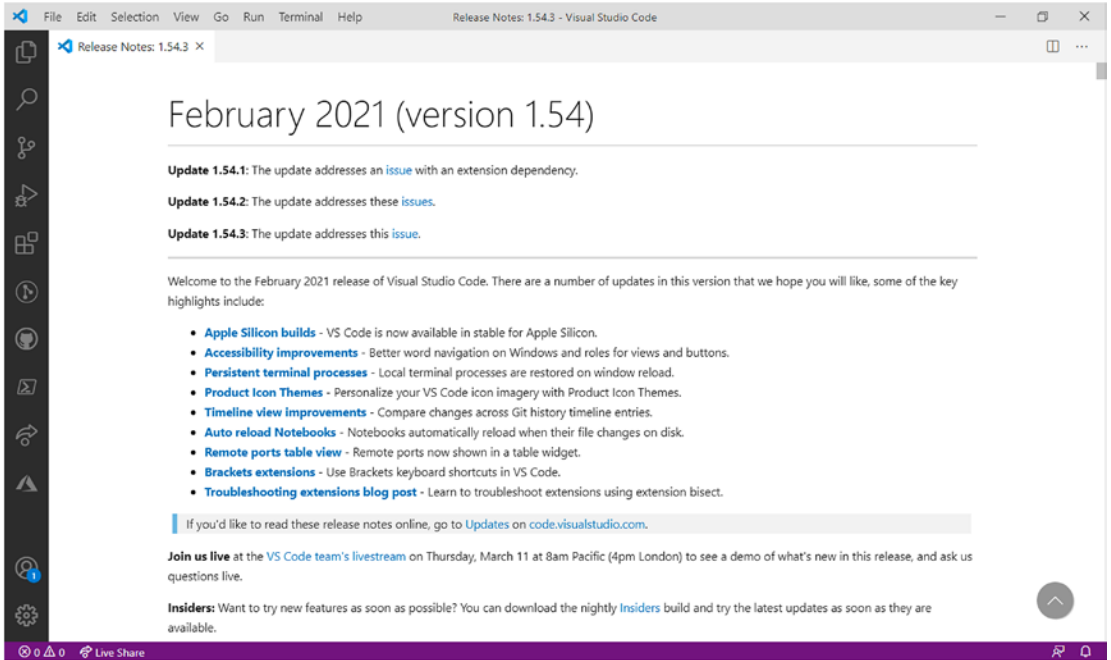 File Edit Selection View Go Run Terminal Help Release Notes: 1.54.3 - Visual Studio Code
Release Notes: 1.54.3
February 2021 (version 1.54)
Update 1.54.1: The update addresses an issue with an extension dependency.
Update 1.54.2: The update addresses these issues.
Update 1.54.3: The update addresses this issue.
Welcome to the February 2021 release of Visual Studio Code. There are a number of updates in this version that we hope you will like, some of the key
highlights include:
• Apple Silicon builds - VS Code is now available in stable for Apple Silicon.
• Accessibility improvements - Better word navigation on Windows and roles for views and buttons.
• Persistent terminal processes - Local terminal processes are restored on window reload.
• Product Icon Themes - Personalize your VS Code icon imagery with Product Icon Themes.
• Timeline view improvements - Compare changes across Git history timeline entries.
• Auto reload Notebooks - Notebooks automatically reload when their file changes on disk.
• Remote ports table view - Remote ports now shown in a table widget.
• Brackets extensions - Use Brackets keyboard shortcuts in VS Code.
• Troubleshooting extensions blog post - Learn to troubleshoot extensions using extension bisect.
If you'd like to read these release notes online, go to Updates on code.visualstudio.com.
Join us live at the VS Code team's livestream on Thursday, March 11 at 8am Pacific (4pm London) to see a demo of what's new in this release, and ask us
questions live.
Insiders: Want to try new features as soon as possible? You can download the nightly Insiders build and try the latest updates as soon as they are
available.
1
0 0 Live Share